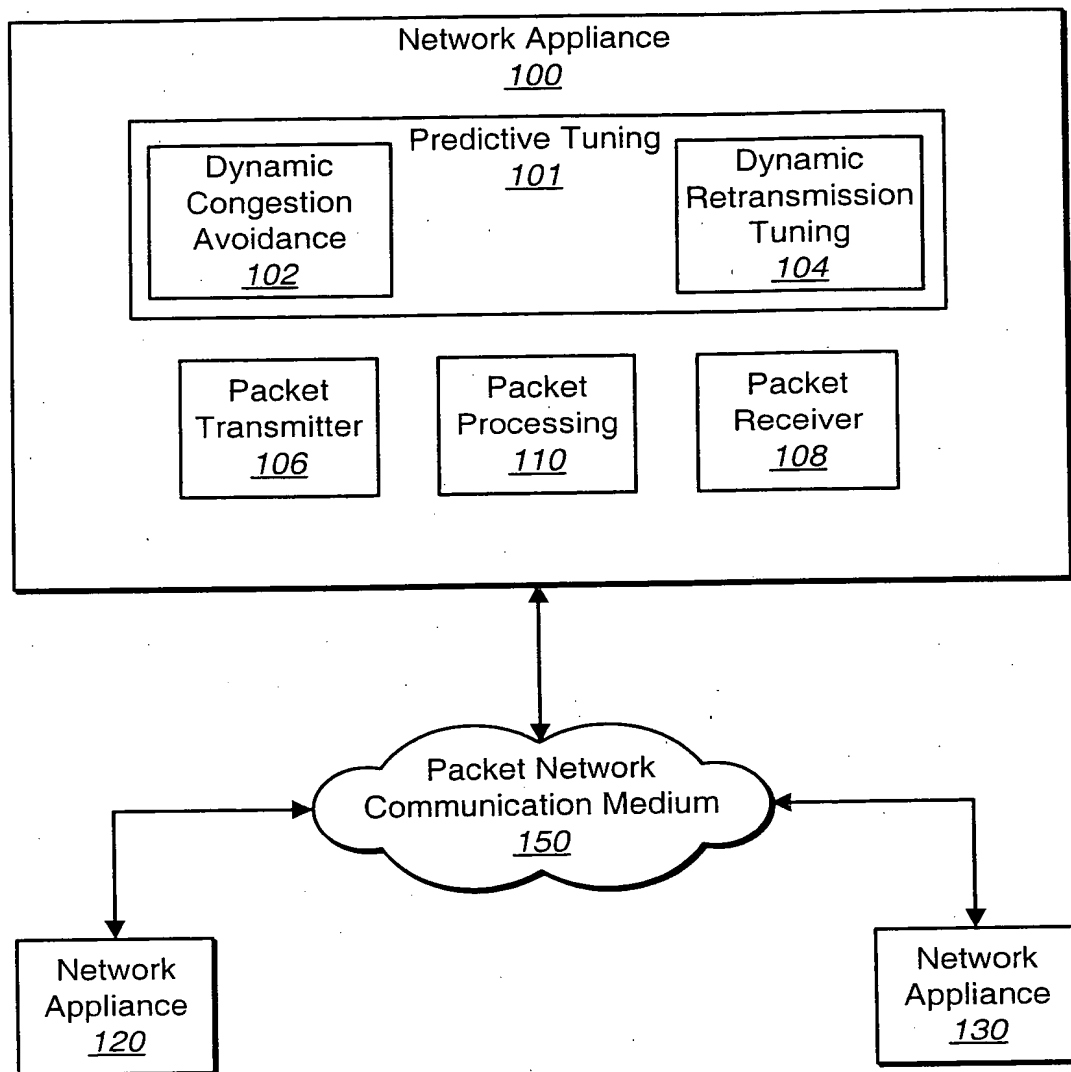 Network Appliance
100
Predictive Tuning
101
Dynamic
Congestion
Avoidance
102
Dynamic
Retransmission
Tuning
104
Packet
Transmitter
106
Packet
Processing
110
Packet
Receiver
108
Packet Network
Communication Medium
150
Network
Appliance
120
Network
Appliance
130